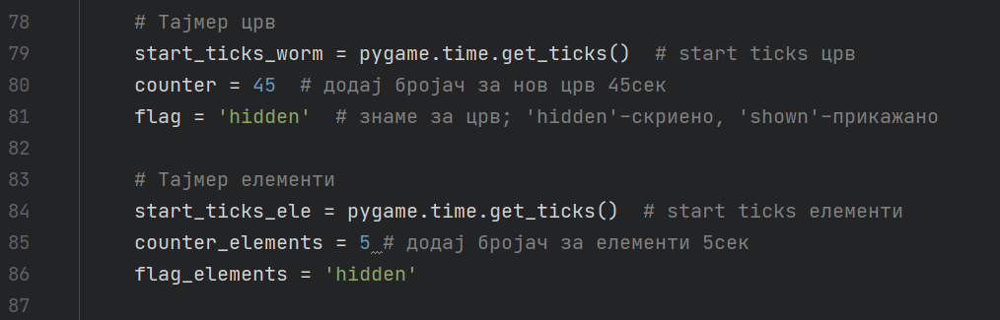 78 # Тајмер црв
79 start_ticks_worm = pygame.time.get_ticks()  # start ticks црв
80 counter = 45  # додај бројач за нов црв 45сек
81 flag = 'hidden'  # знаме за црв; 'hidden'-скриено, 'shown'-прикажано
82
83 # Тајмер елементи
84 start_ticks_ele = pygame.time.get_ticks()  # start ticks елементи
85 counter_elements = 5 # додај бројач за елементи 5сек
86 flag_elements = 'hidden'
87